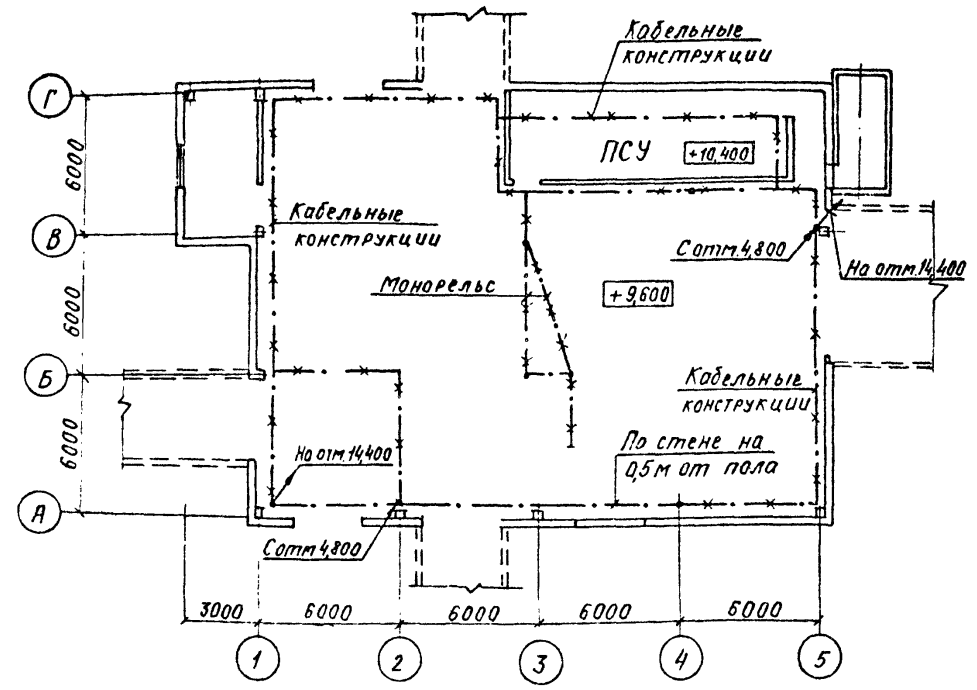 Кабельные
конструкции
Г
ПСУ
+10,400
6000
Кабельные
конструкции
В
С отм. 4,800
На отм. 14,400
Монорельс
+9,600
6000
Б
Кабельные
конструкции
По стене на
0,5 м от пола
6000
На отм. 14,400
А
С отм 4,800
3000 6000 6000 6000 6000
1 2 3 4 5